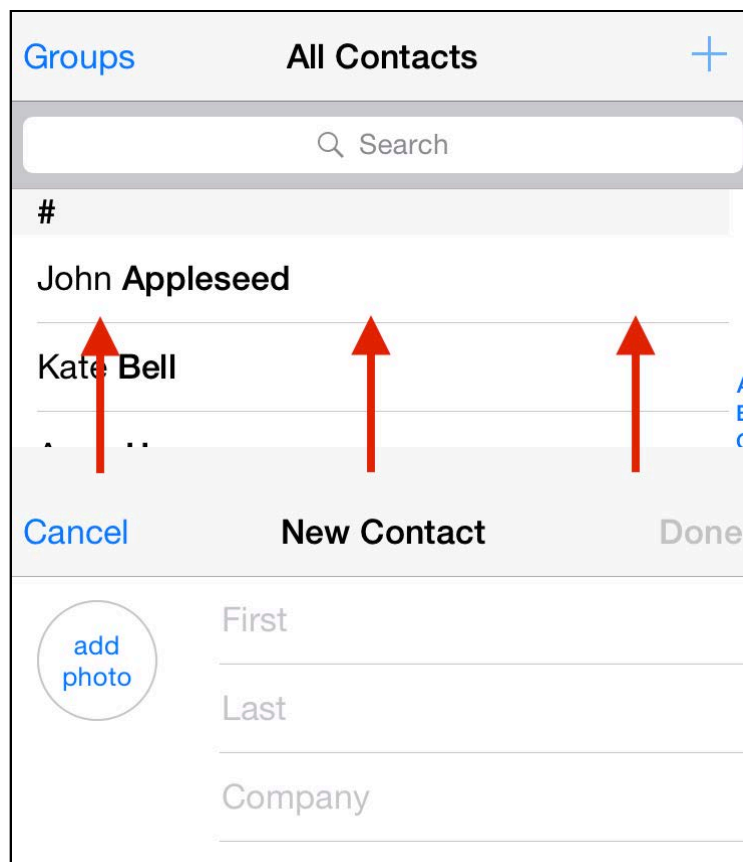 Groups All Contacts +
Search
#
John Appleseed
Kate Bell
A
Cancel New Contact Done
add First
photo
Last
Company